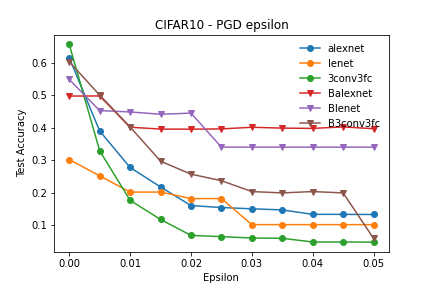 CIFAR10 - PGD epsilon
alexnet
lenet
3conv3fc
Balexnet
Blenet
B3conv3fc
Test Accuracy
0.6
0.5
0.4
0.3
0.2
0.1
0.00 0.01 0.02 0.03 0.04 0.05
Epsilon